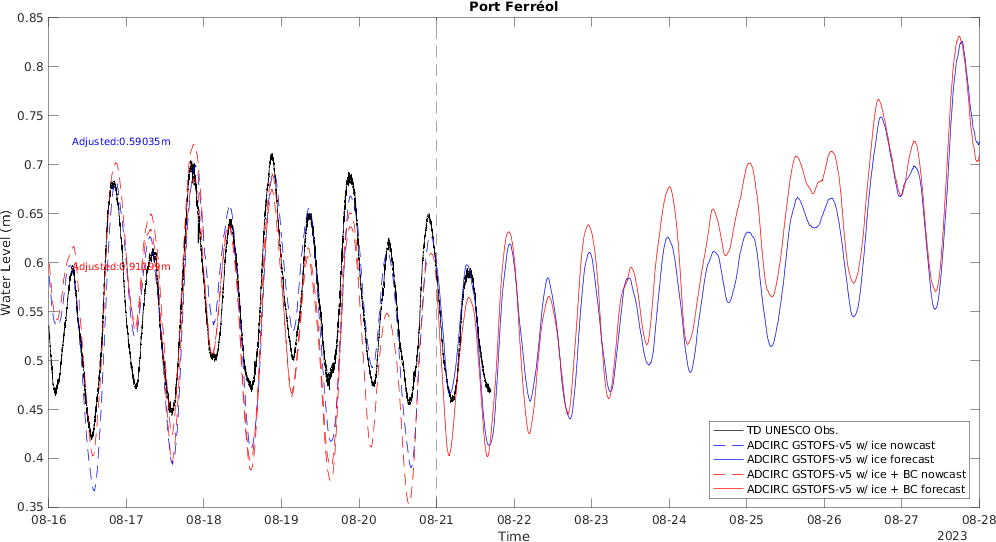 Port Ferréol
0.85
0.8
0.75
0.7
0.65
0.6
0.55
0.5
0.45
0.4
0.35
Water Level (m)
Adjusted:0.59035m
TD UNESCO Obs.
ADCIRC GSTOFS-v5 w/ ice nowcast
ADCIRC GSTOFS-v5 w/ ice forecast
ADCIRC GSTOFS-v5 w/ ice + BC nowcast
ADCIRC GSTOFS-v5 w/ ice + BC forecast
08-16 08-17 08-18 08-19 08-20 08-21 08-22 08-23 08-24 08-25 08-26 08-27 08-28
Time
2023